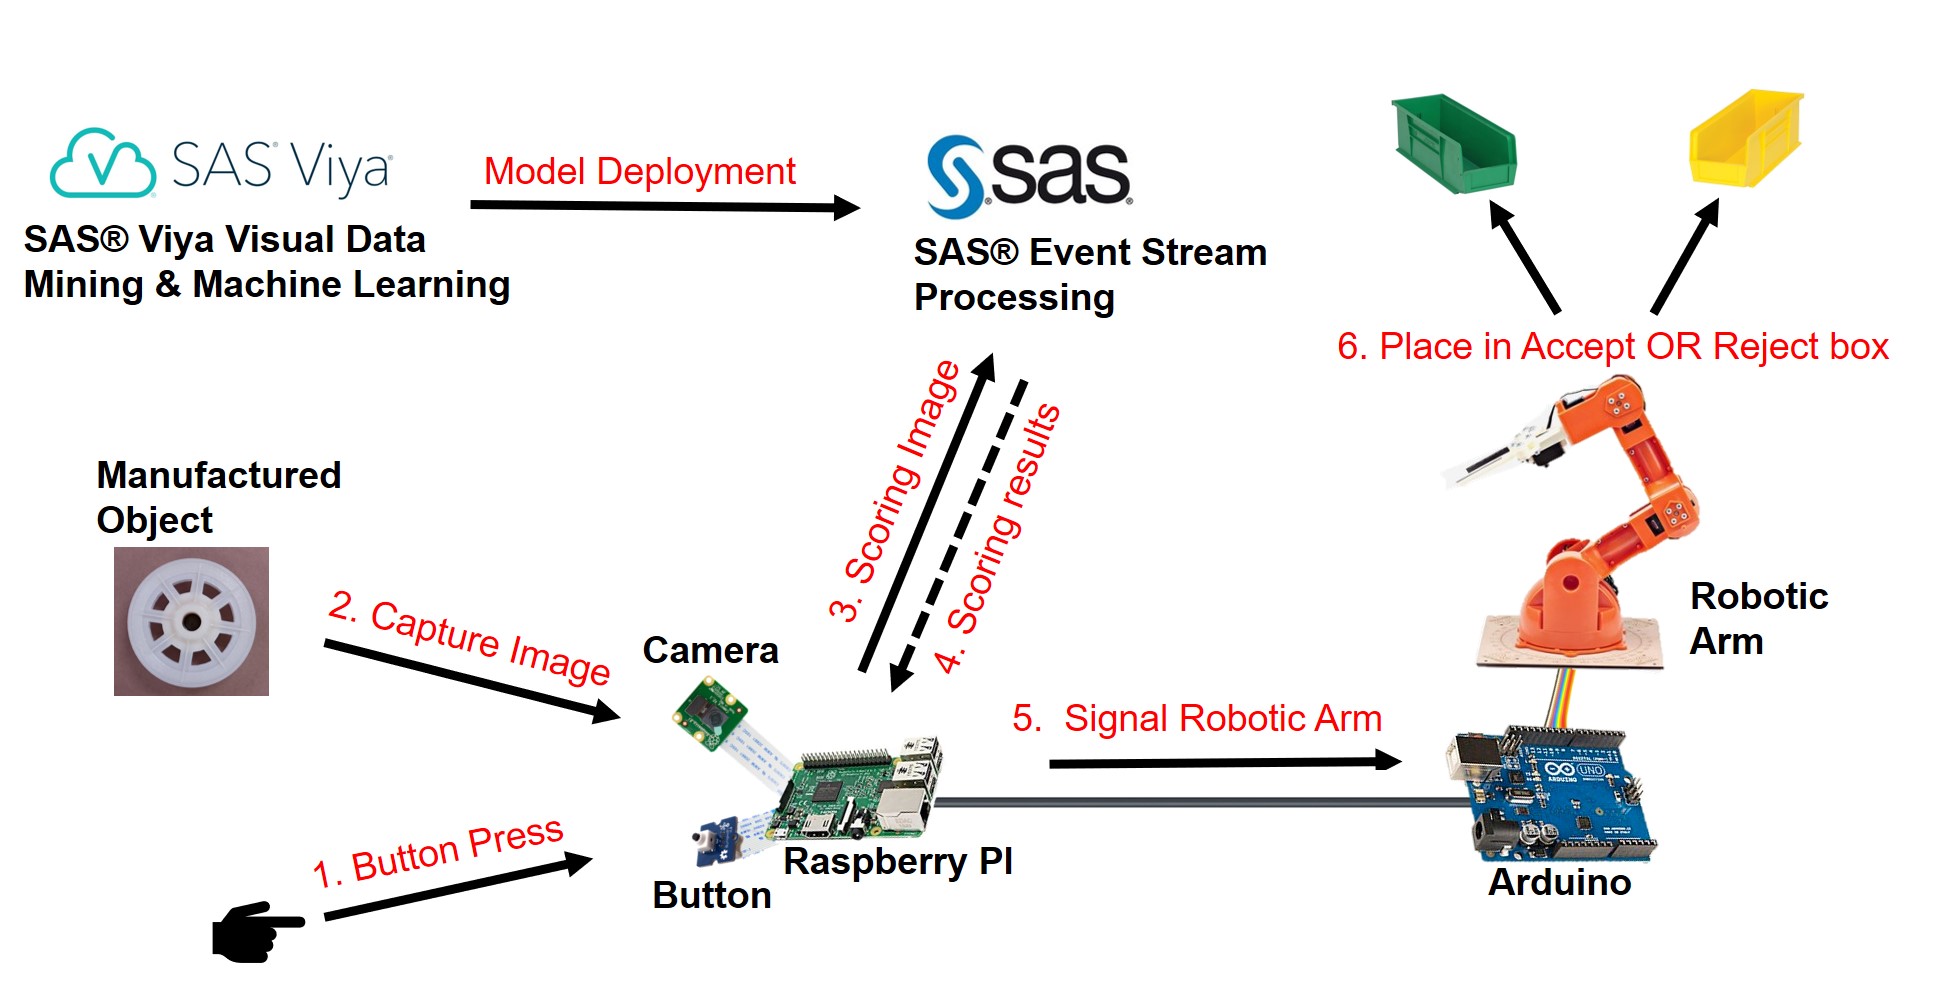 SAS® Viya®
SAS® Viya Visual Data
Mining & Machine Learning
Model Deployment
sas®
SAS® Event Stream
Processing
6. Place in Accept OR Reject box
Manufactured
Object
2. Capture Image
3. Scoring Image
4. Scoring results
Robotic
Arm
Camera
5. Signal Robotic Arm
1. Button Press
Raspberry PI
Button
UNO
ARDUINO
Arduino